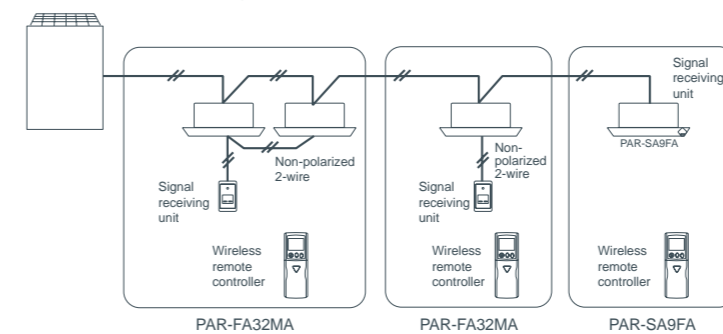 Non-polarized
2-wire
Signal
receiving
unit
Wireless
remote
controller
PAR-FA32MA
Non-
polarized
2-wire
Signal
receiving
unit
Wireless
remote
controller
PAR-FA32MA
Signal
receiving
unit
PAR-SA9FA
Wireless
remote
controller
PAR-SA9FA